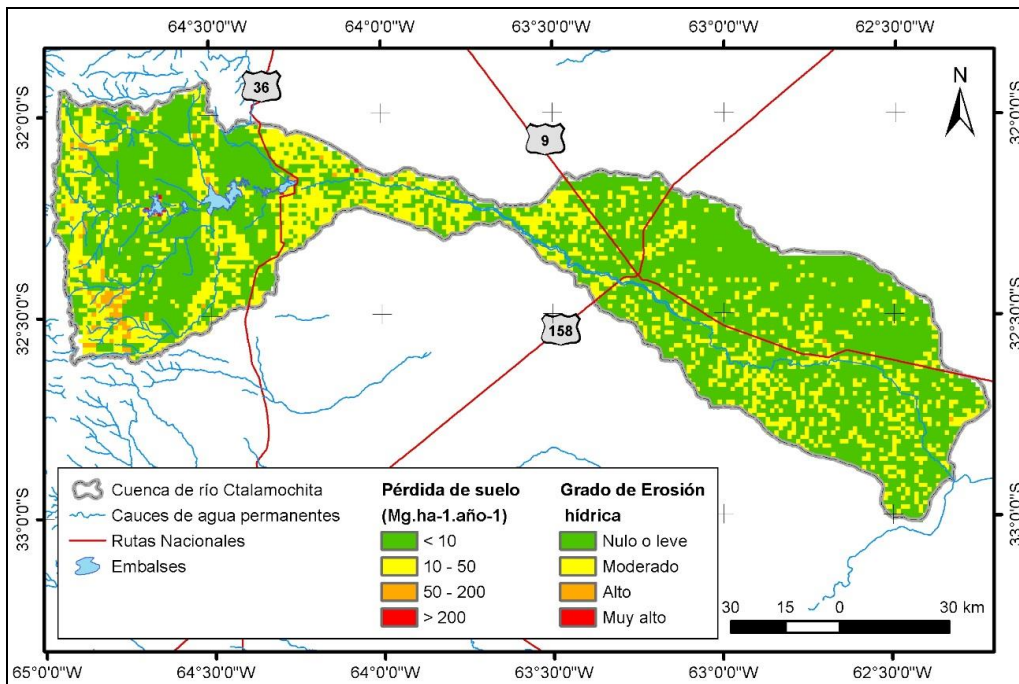 64°30'0"W 64°0'0"W 63°30'0"W 63°0'0"W 62°30'0"W
32°0'0"S 32°0'0"S
32°30'0"S 32°30'0"S
33°0'0"S 33°0'0"S
N
36
9
158
Cuenca de río Ctalamochita
Cauces de agua permanentes
Rutas Nacionales
Embalses
Pérdida de suelo
(Mg.ha-1.año-1)
< 10
10 - 50
50 - 200
> 200
Grado de Erosión
hídrica
Nulo o leve
Moderado
Alto
Muy alto
30 15 0 30 km
65°0'0"W 64°30'0"W 64°0'0"W 63°30'0"W 63°0'0"W 62°30'0"W